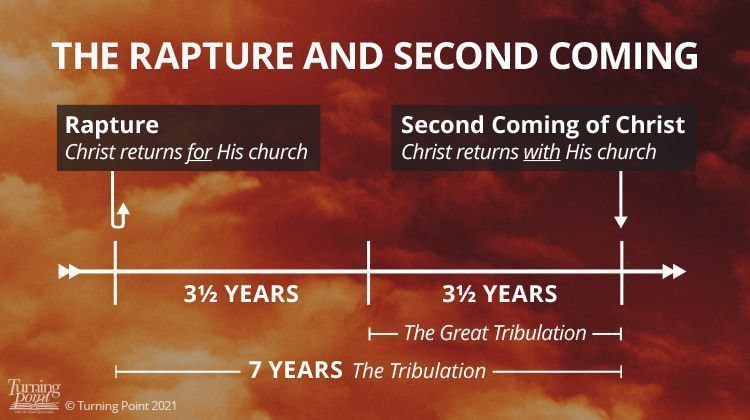 THE RAPTURE AND SECOND COMING
Rapture
Christ returns for His church
Second Coming of Christ
Christ returns with His church
3½ YEARS
3½ YEARS
The Great Tribulation
7 YEARS The Tribulation
Turning
Point
© Turning Point 2021